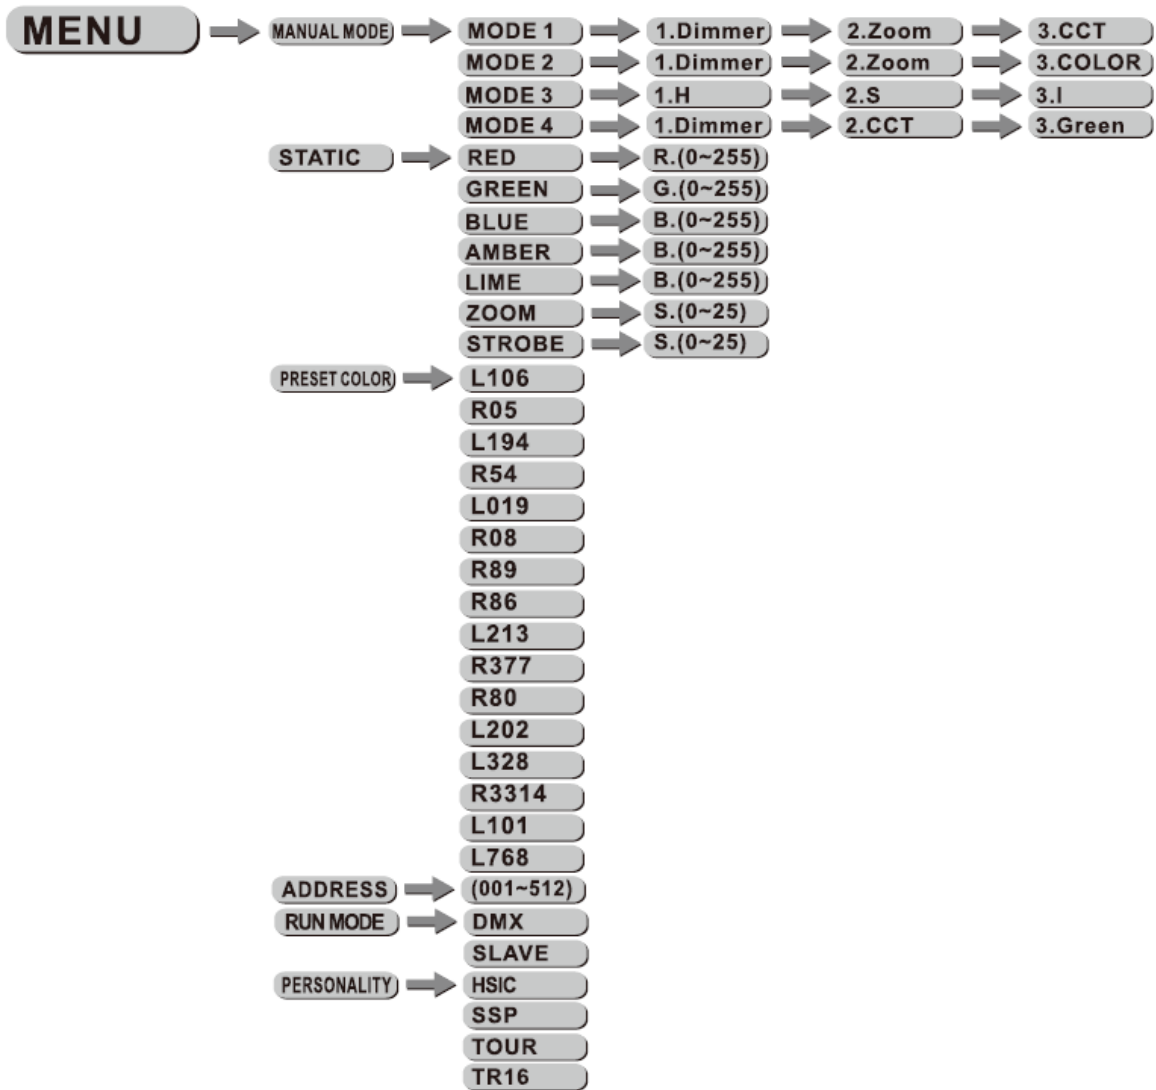 MENU MANUAL MODE MODE 1 1.Dimmer 2.Zoom 3.CCT
MODE 2 1.Dimmer 2.Zoom 3.COLOR
MODE 3 1.H 2.S 3.I
MODE 4 1.Dimmer 2.CCT 3.Green
STATIC RED R.(0~255)
GREEN G.(0~255)
BLUE B.(0~255)
AMBER B.(0~255)
LIME B.(0~255)
ZOOM S.(0~25)
STROBE S.(0~25)
PRESET COLOR L106
R05
L194
R54
L019
R08
R89
R86
L213
R377
R80
L202
L328
R3314
L101
L768
ADDRESS (001~512)
RUN MODE DMX
SLAVE
PERSONALITY HSIC
SSP
TOUR
TR16